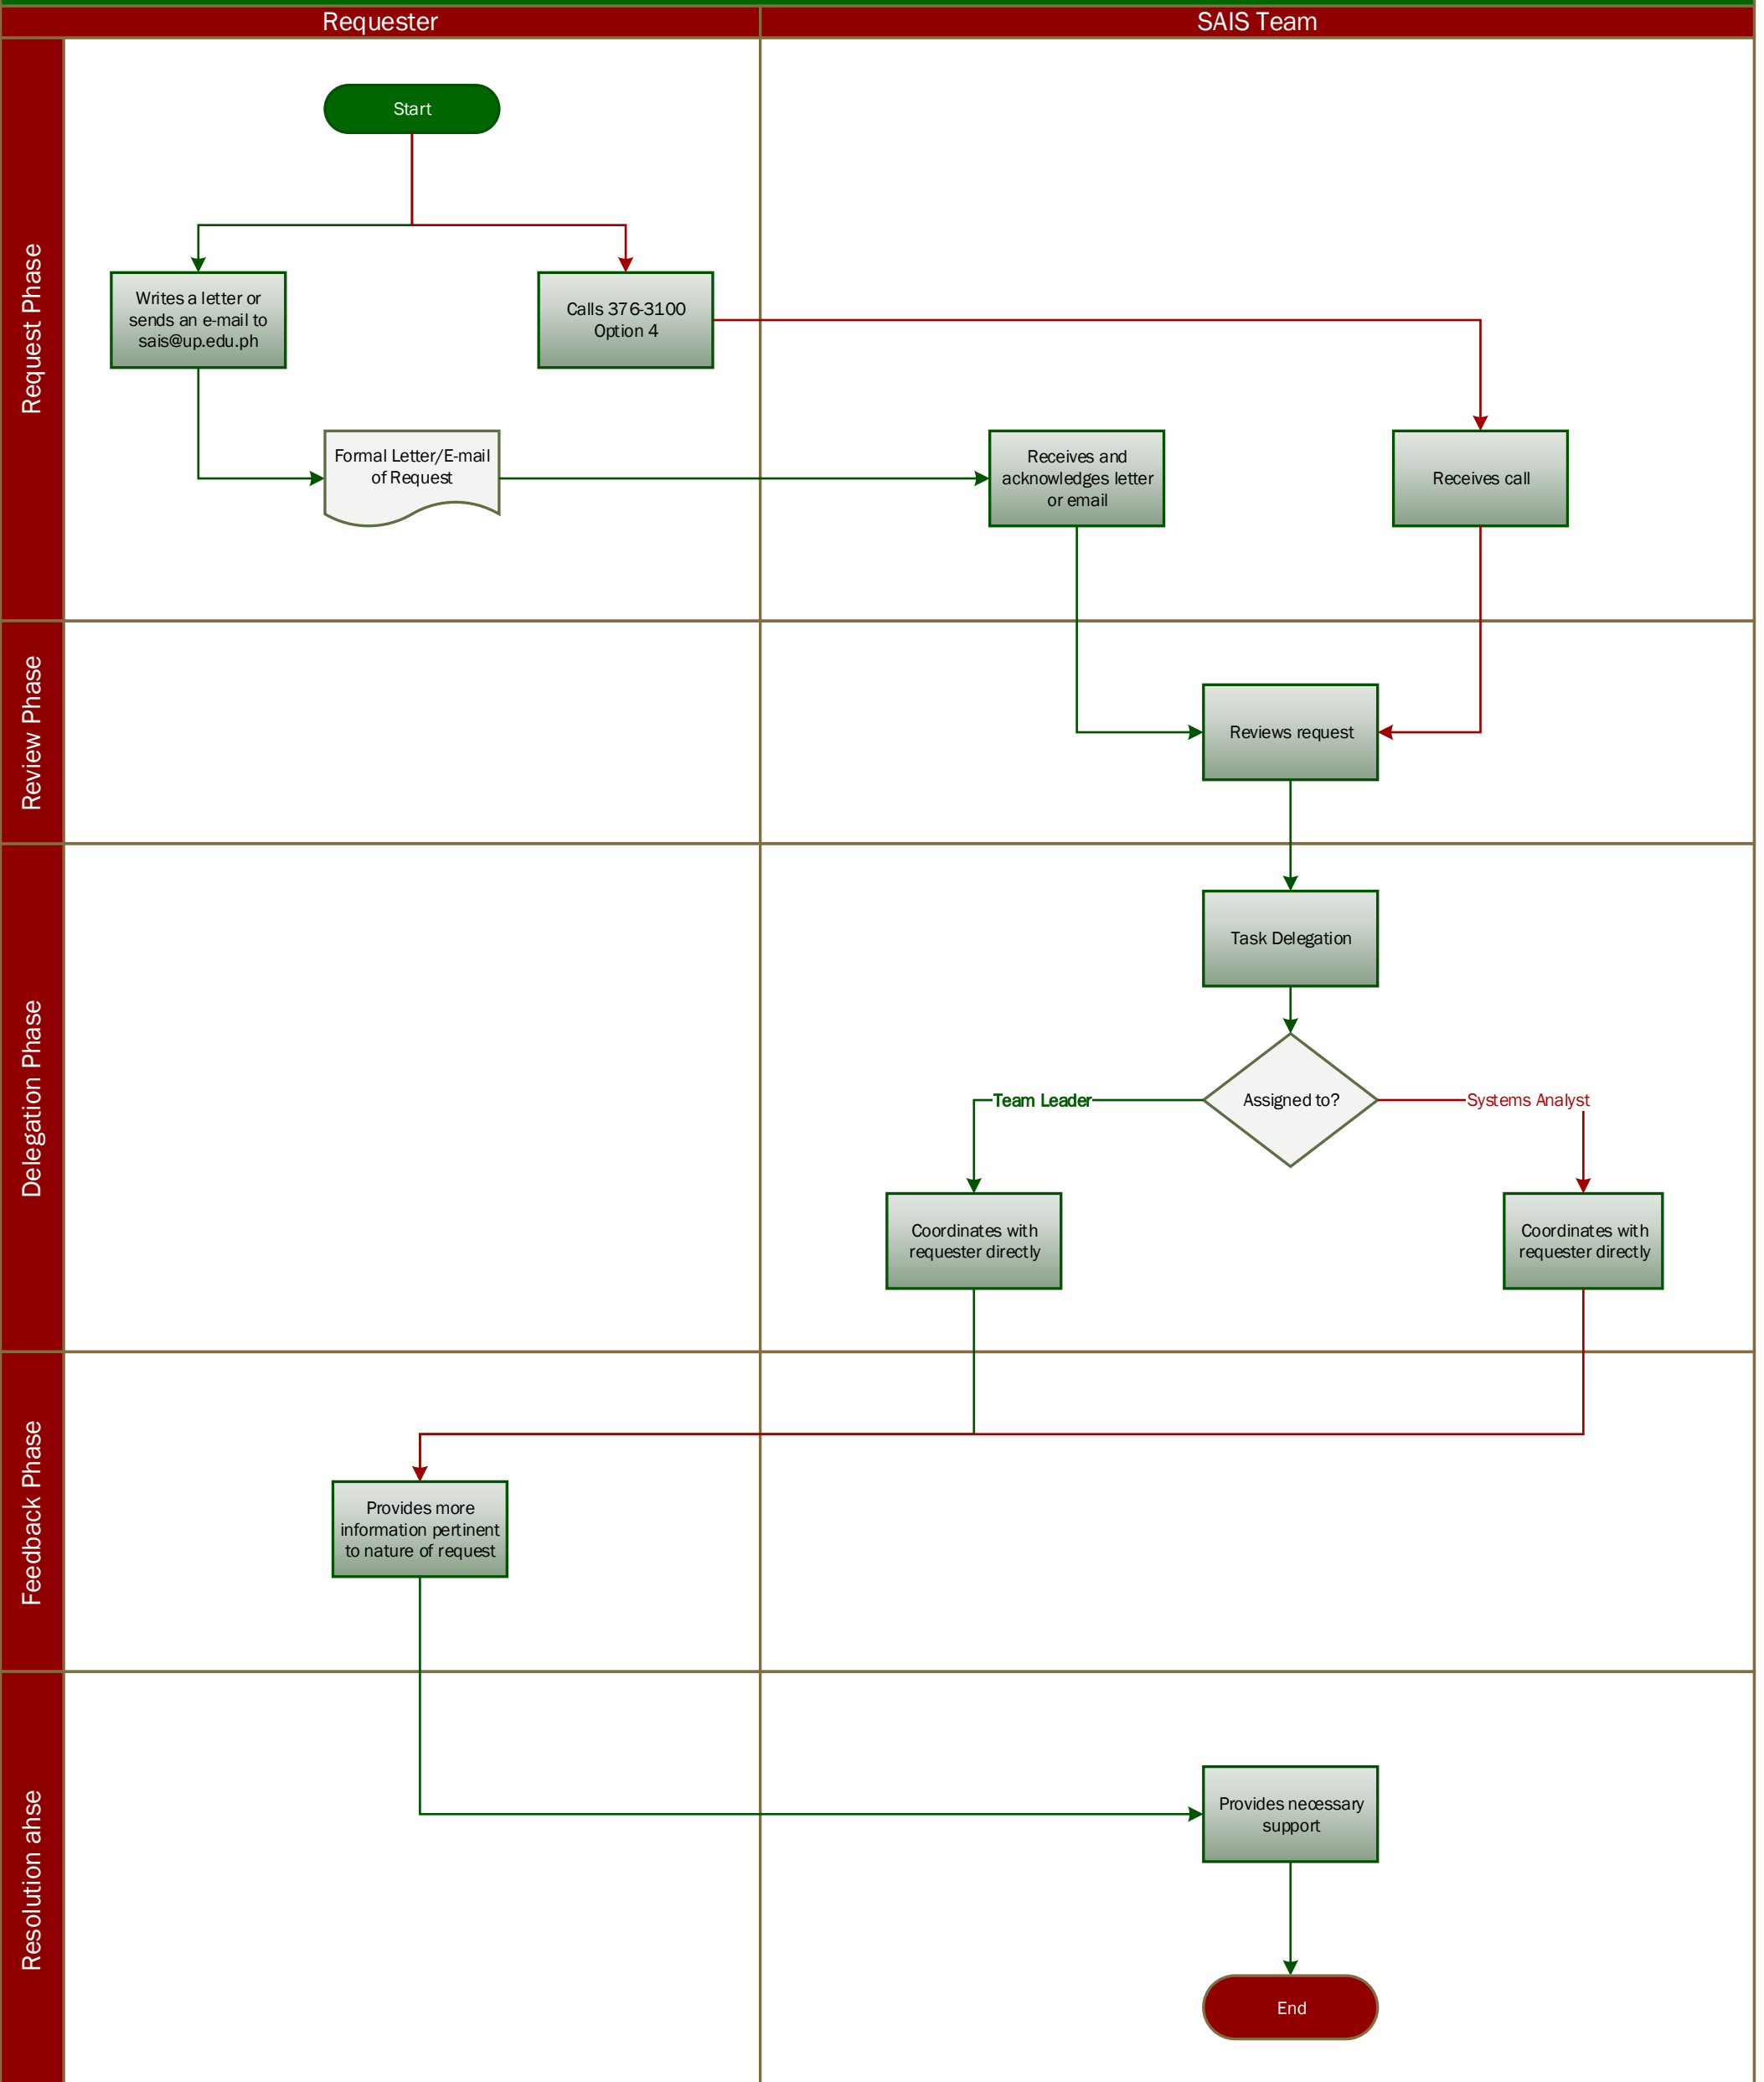 Requester
SAIS Team
Request Phase
Start
Writes a letter or
sends an e-mail to
sais@up.edu.ph
Calls 376-3100
Option 4
Formal Letter/E-mail
of Request
Receives and
acknowledges letter
or email
Receives call
Review Phase
Reviews request
Delegation Phase
Task Delegation
Assigned to?
Team Leader
Systems Analyst
Coordinates with
requester directly
Coordinates with
requester directly
Feedback Phase
Provides more
information pertinent
to nature of request
Resolution ahse
Provides necessary
support
End